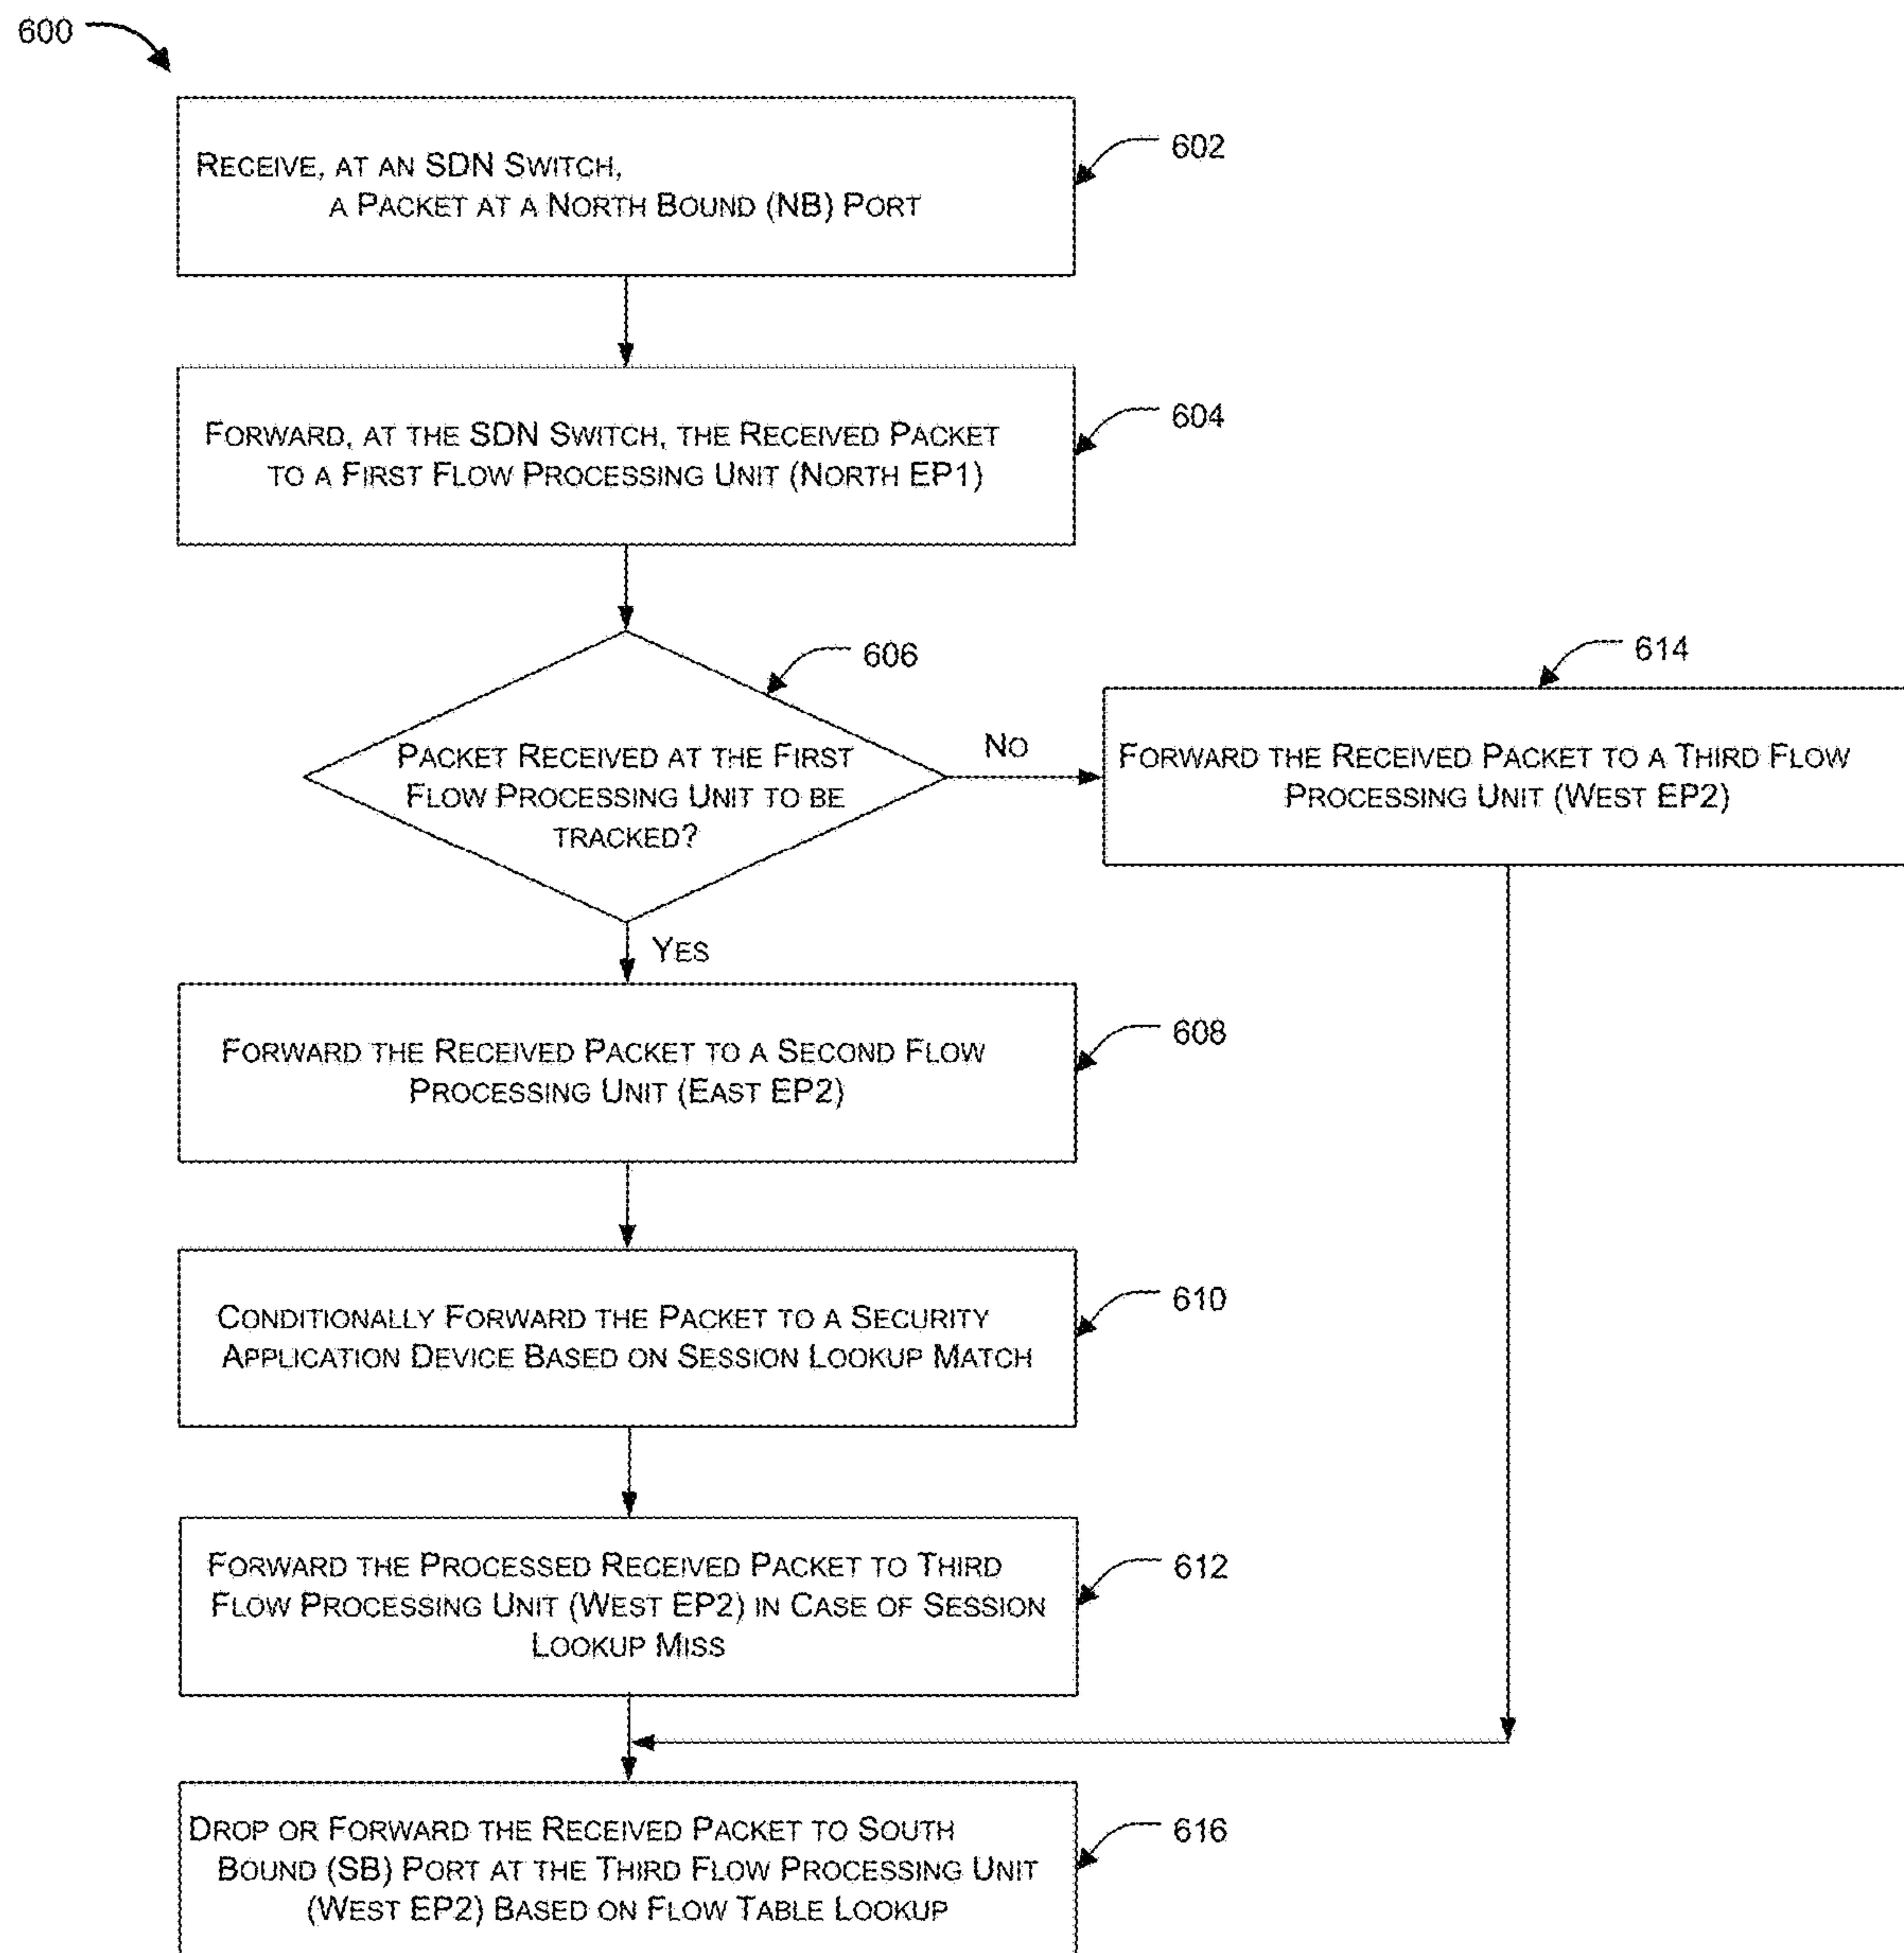 600
RECEIVE, AT AN SDN SWITCH,
A PACKET AT A NORTH BOUND (NB) PORT
602
FORWARD, AT THE SDN SWITCH, THE RECEIVED PACKET
TO A FIRST FLOW PROCESSING UNIT (NORTH EP1)
604
606
PACKET RECEIVED AT THE FIRST
FLOW PROCESSING UNIT TO BE
TRACKED?
NO
614
FORWARD THE RECEIVED PACKET TO A THIRD FLOW
PROCESSING UNIT (WEST EP2)
YES
FORWARD THE RECEIVED PACKET TO A SECOND FLOW
PROCESSING UNIT (EAST EP2)
608
CONDITIONALLY FORWARD THE PACKET TO A SECURITY
APPLICATION DEVICE BASED ON SESSION LOOKUP MATCH
610
FORWARD THE PROCESSED RECEIVED PACKET TO THIRD
FLOW PROCESSING UNIT (WEST EP2) IN CASE OF SESSION
LOOKUP MISS
612
DROP OR FORWARD THE RECEIVED PACKET TO SOUTH
BOUND (SB) PORT AT THE THIRD FLOW PROCESSING UNIT
(WEST EP2) BASED ON FLOW TABLE LOOKUP
616